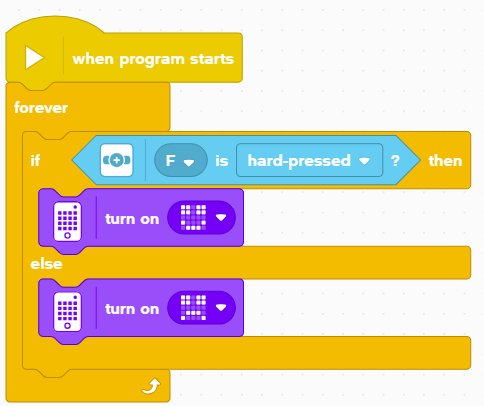 when program starts
forever
if F is hard-pressed ? then
turn on
else
turn on